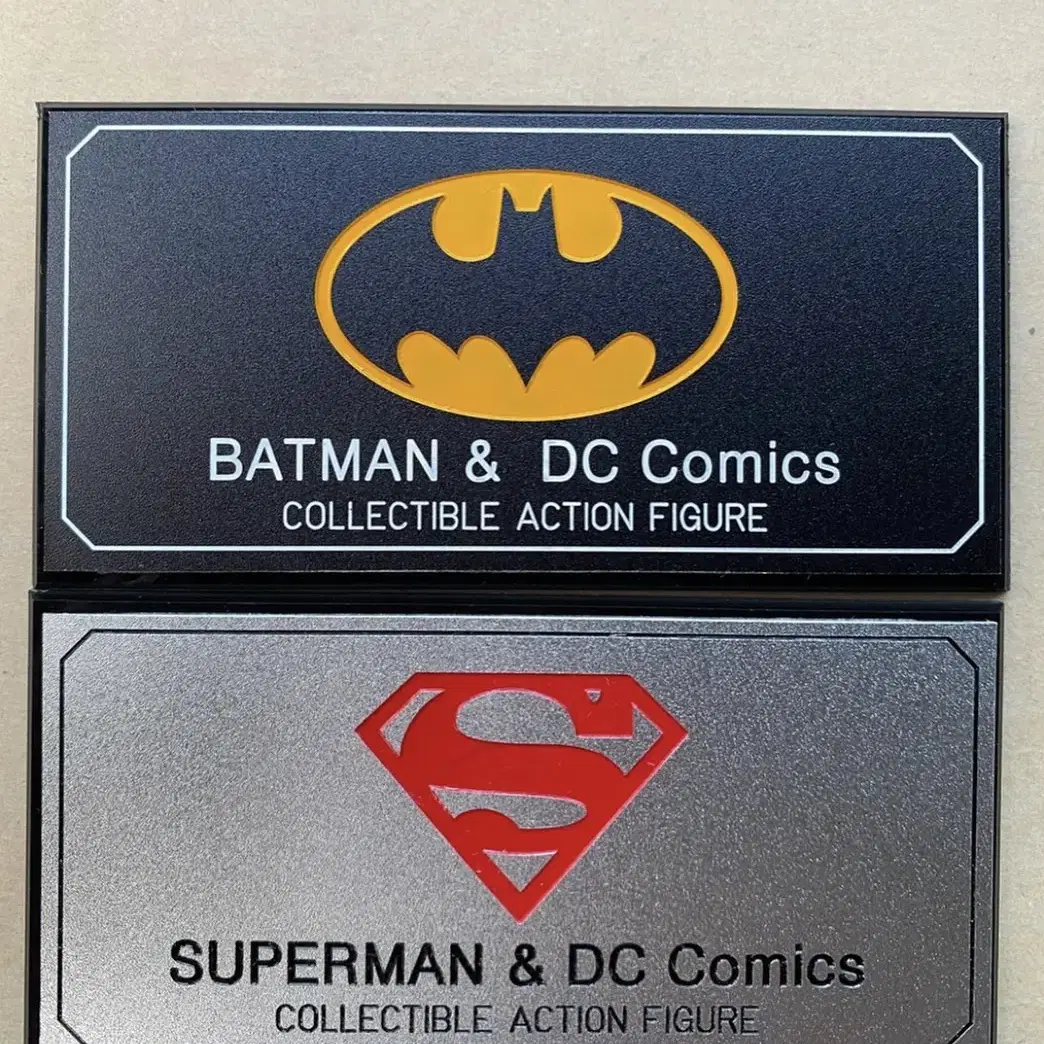 BATMAN & DC Comics
COLLECTIBLE ACTION FIGURE
S
SUPERMAN & DC Comics
COLLECTIBLE ACTION FIGURE